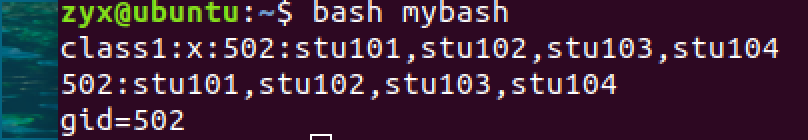 zyx@ubuntu:~$ bash mybash
class1:x:502:stu101,stu102,stu103,stu104
502:stu101,stu102,stu103,stu104
gid=502